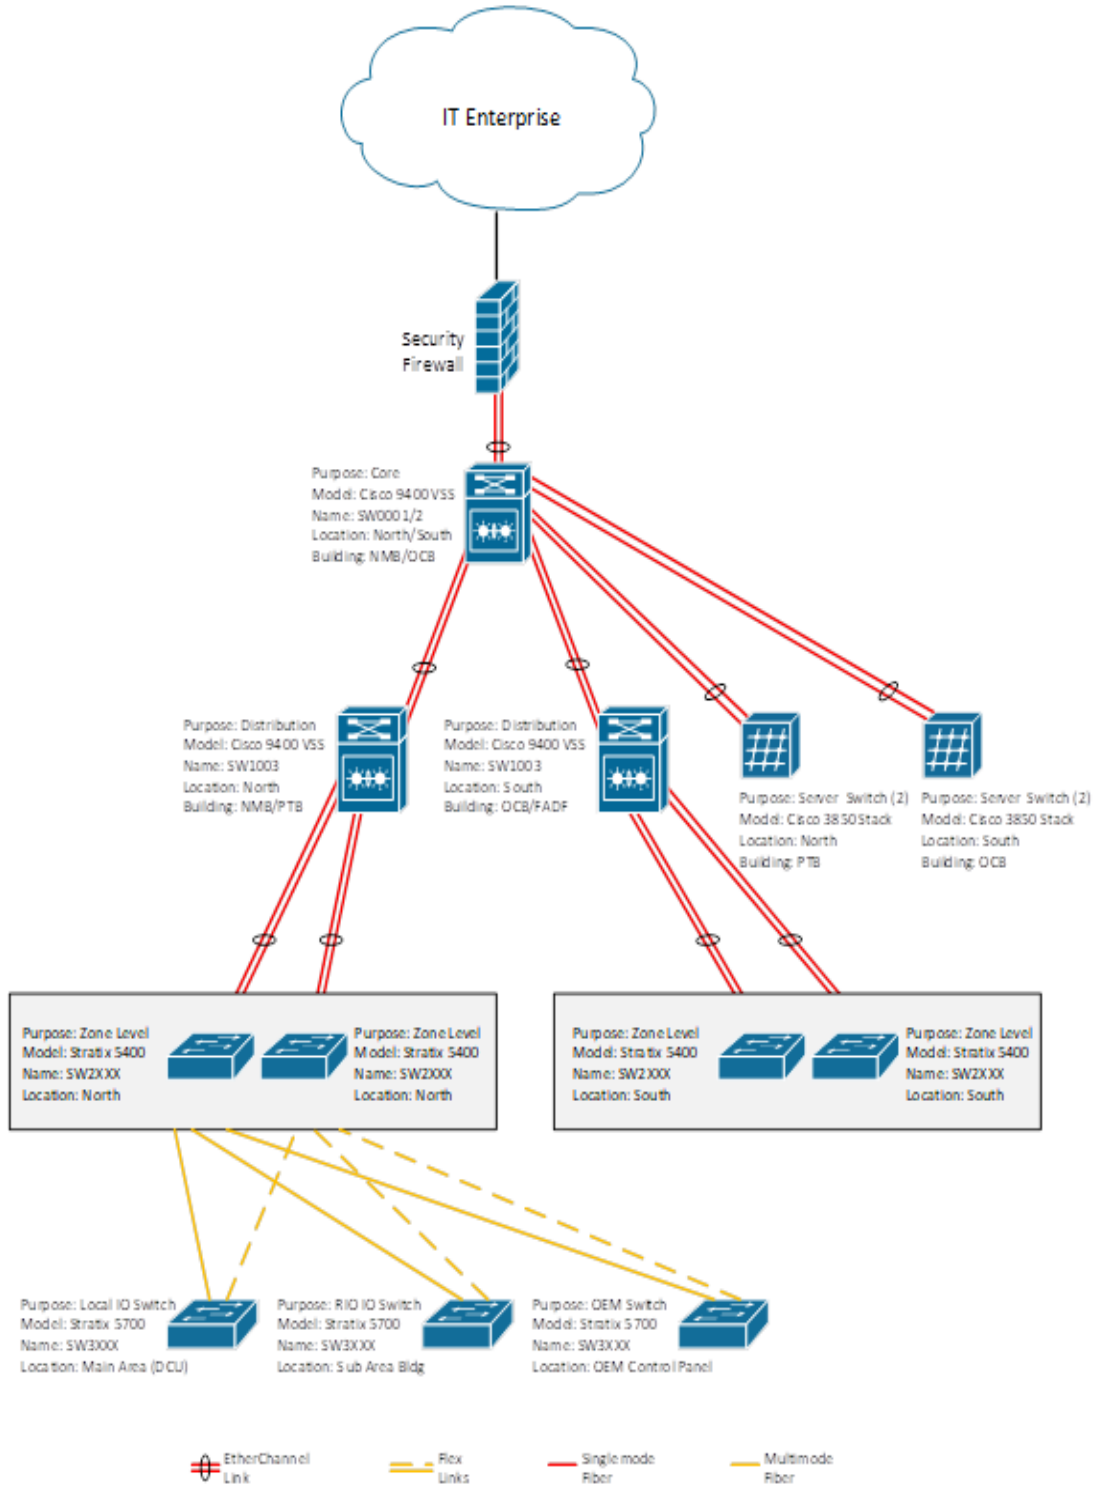 IT Enterprise
Security
Firewall
Purpose: Core
Model: Cisco 9400 VSS
Name: SW0001/2
Location: North/South
Building: NMB/OCB
Purpose: Distribution
Model: Cisco 9400 VSS
Name: SW1003
Location: North
Building: NMB/PTB
Purpose: Distribution
Model: Cisco 9400 VSS
Name: SW1003
Location: South
Building: OCB/FADF
Purpose: Server Switch (2)
Model: Cisco 3850 Stack
Location: North
Building: PTB
Purpose: Server Switch (2)
Model: Cisco 3850 Stack
Location: South
Building: OCB
Purpose: Zone Level
Model: Stratix 5400
Name: SW2XXX
Location: North
Purpose: Zone Level
Model: Stratix 5400
Name: SW2XXX
Location: North
Purpose: Zone Level
Model: Stratix 5400
Name: SW2XXX
Location: South
Purpose: Zone Level
Model: Stratix 5400
Name: SW2XXX
Location: South
Purpose: Local IO Switch
Model: Stratix 5700
Name: SW3XXX
Location: Main Area (DCU)
Purpose: RIO IO Switch
Model: Stratix 5700
Name: SW3XXX
Location: Sub Area Bldg
Purpose: OEM Switch
Model: Stratix 5700
Name: SW3XXX
Location: OEM Control Panel
EtherChannel
Link
Flex
Links
Singlemode
Fiber
Multimode
Fiber